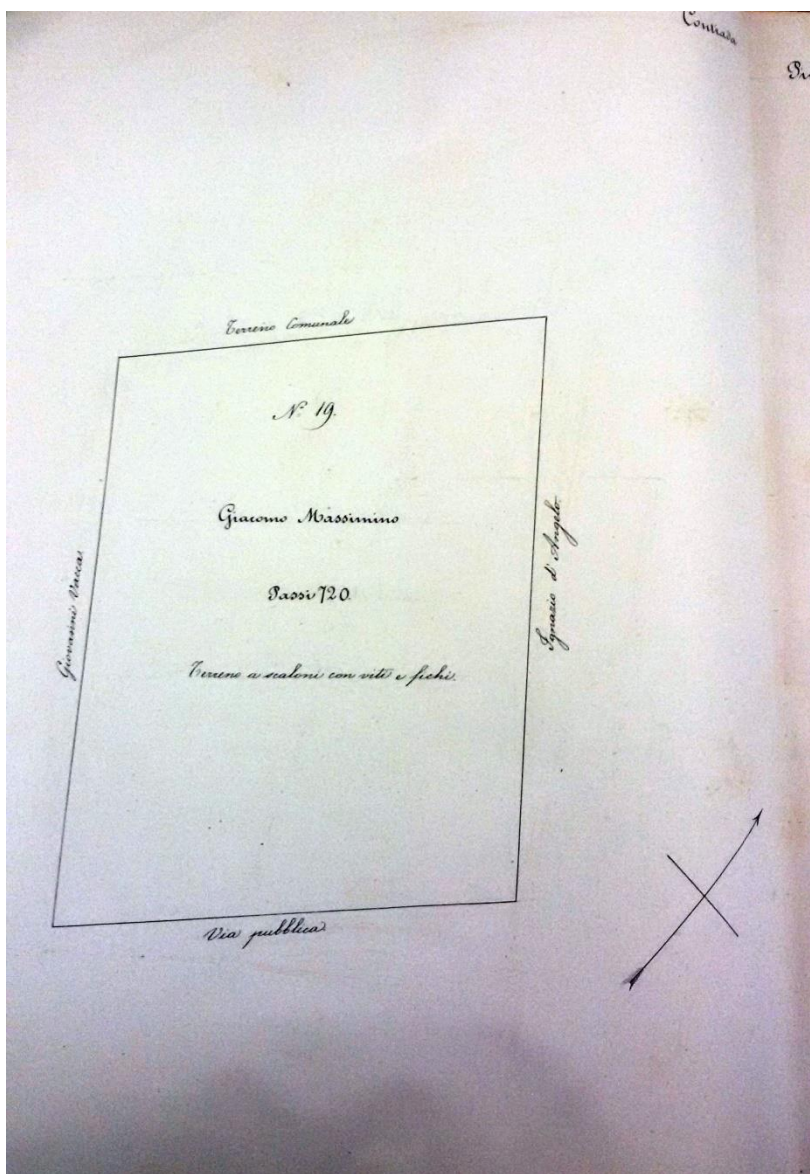 Contrada
Terreno Comunale
N.º 19.
Giacomo Massimino
Passi 720.
Terreno a scaloni con viti e fichi.
Giovanni Vacca
Ignazio d'Angelo.
Via pubblica